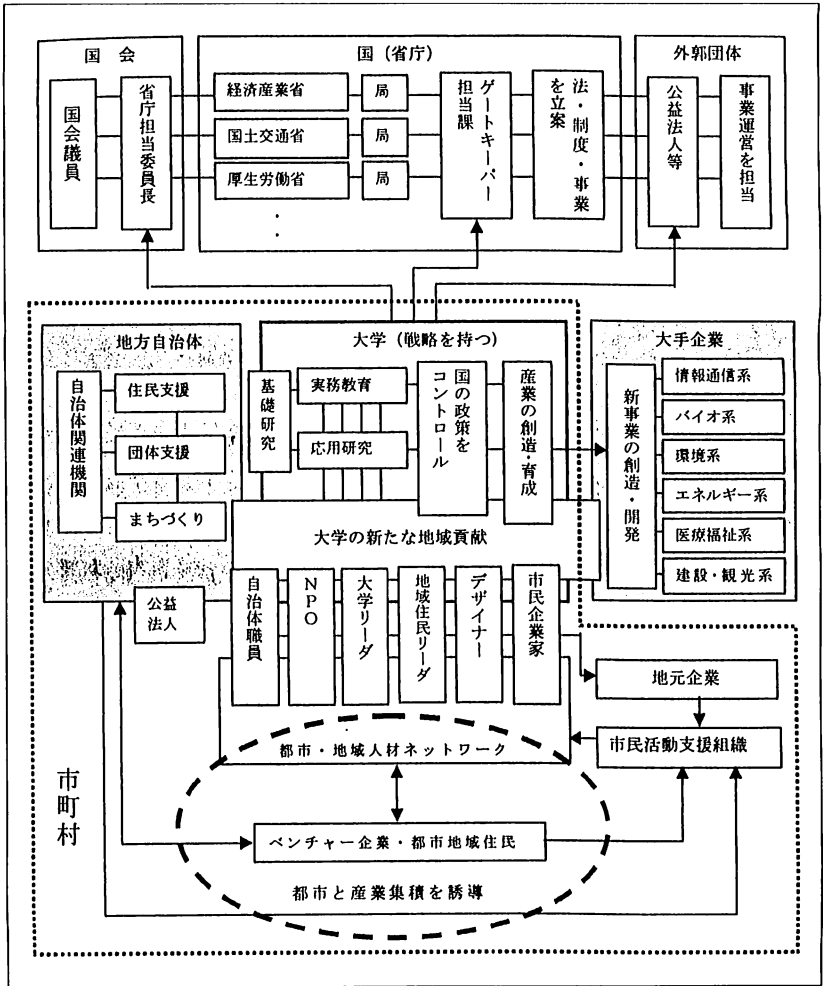 国 会
国会議員
省庁担当委員長
国（省庁）
経済産業省
局
国土交通省
局
厚生労働省
局
・
・
ゲートキーパー
担当課
法・制度・事業
を立案
外郭団体
公益法人等
事業運営を担当
地方自治体
自治体関連機関
住民支援
団体支援
まちづくり
公益
法人
大学（戦略を持つ）
基礎研究
実務教育
応用研究
国の政策を
コントロール
産業の創造・育成
大手企業
新事業の創造・開発
情報通信系
バイオ系
環境系
エネルギー系
医療福祉系
建設・観光系
大学の新たな地域貢献
自治体職員
NPO
大学リーダ
地域住民リーダ
デザイナー
市民企業家
地元企業
市民活動支援組織
都市・地域人材ネットワーク
ベンチャー企業・都市地域住民
都市と産業集積を誘導
市町村